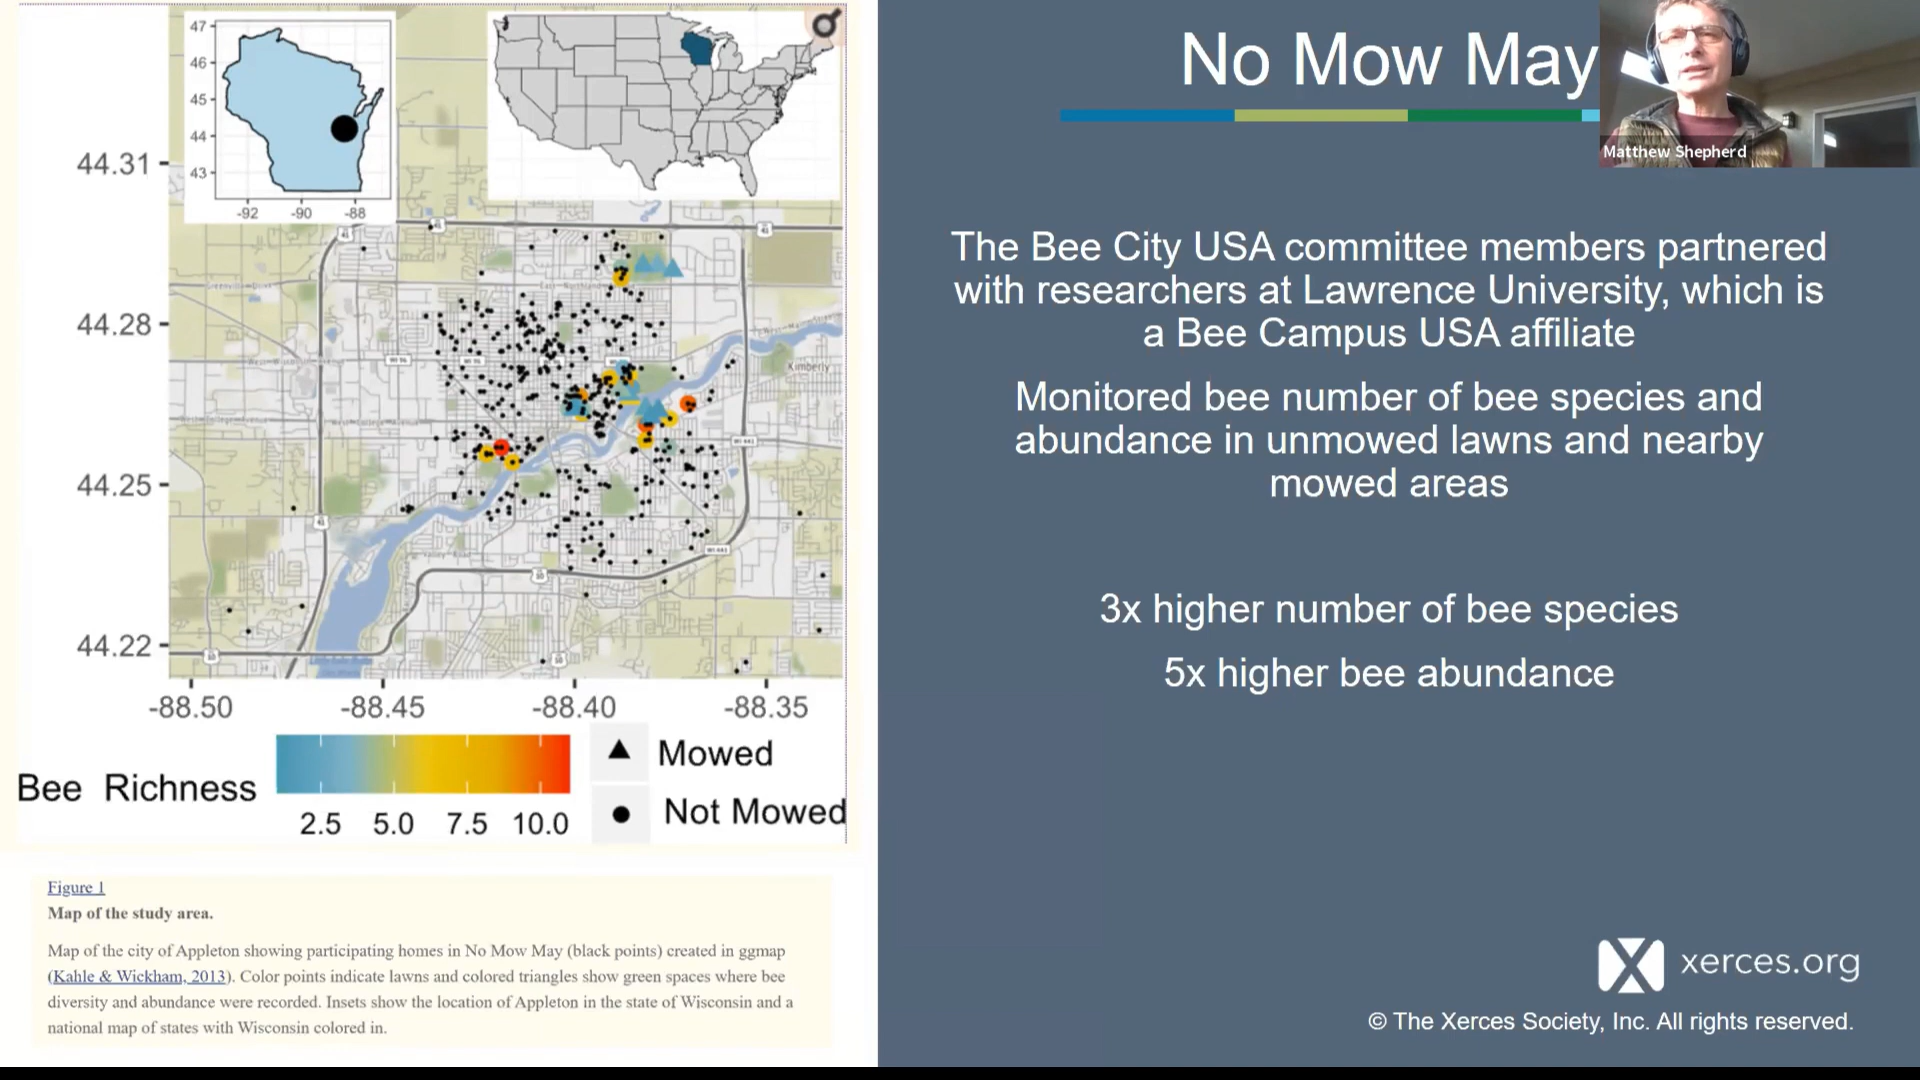 47
46
45
44
43
-92 -90 -88
44.31
44.28
44.25
44.22
-88.50 -88.45 -88.40 -88.35
Kimberly
Bee Richness
2.5 5.0 7.5 10.0
Mowed
Not Mowed
Figure 1
Map of the study area.
Map of the city of Appleton showing participating homes in No Mow May (black points) created in ggmap
(Kahle & Wickham, 2013). Color points indicate lawns and colored triangles show green spaces where bee
diversity and abundance were recorded. Insets show the location of Appleton in the state of Wisconsin and a
national map of states with Wisconsin colored in.
No Mow May
Matthew Shepherd
The Bee City USA committee members partnered
with researchers at Lawrence University, which is
a Bee Campus USA affiliate
Monitored bee number of bee species and
abundance in unmowed lawns and nearby
mowed areas
3x higher number of bee species
5x higher bee abundance
xerces.org
© The Xerces Society, Inc. All rights reserved.